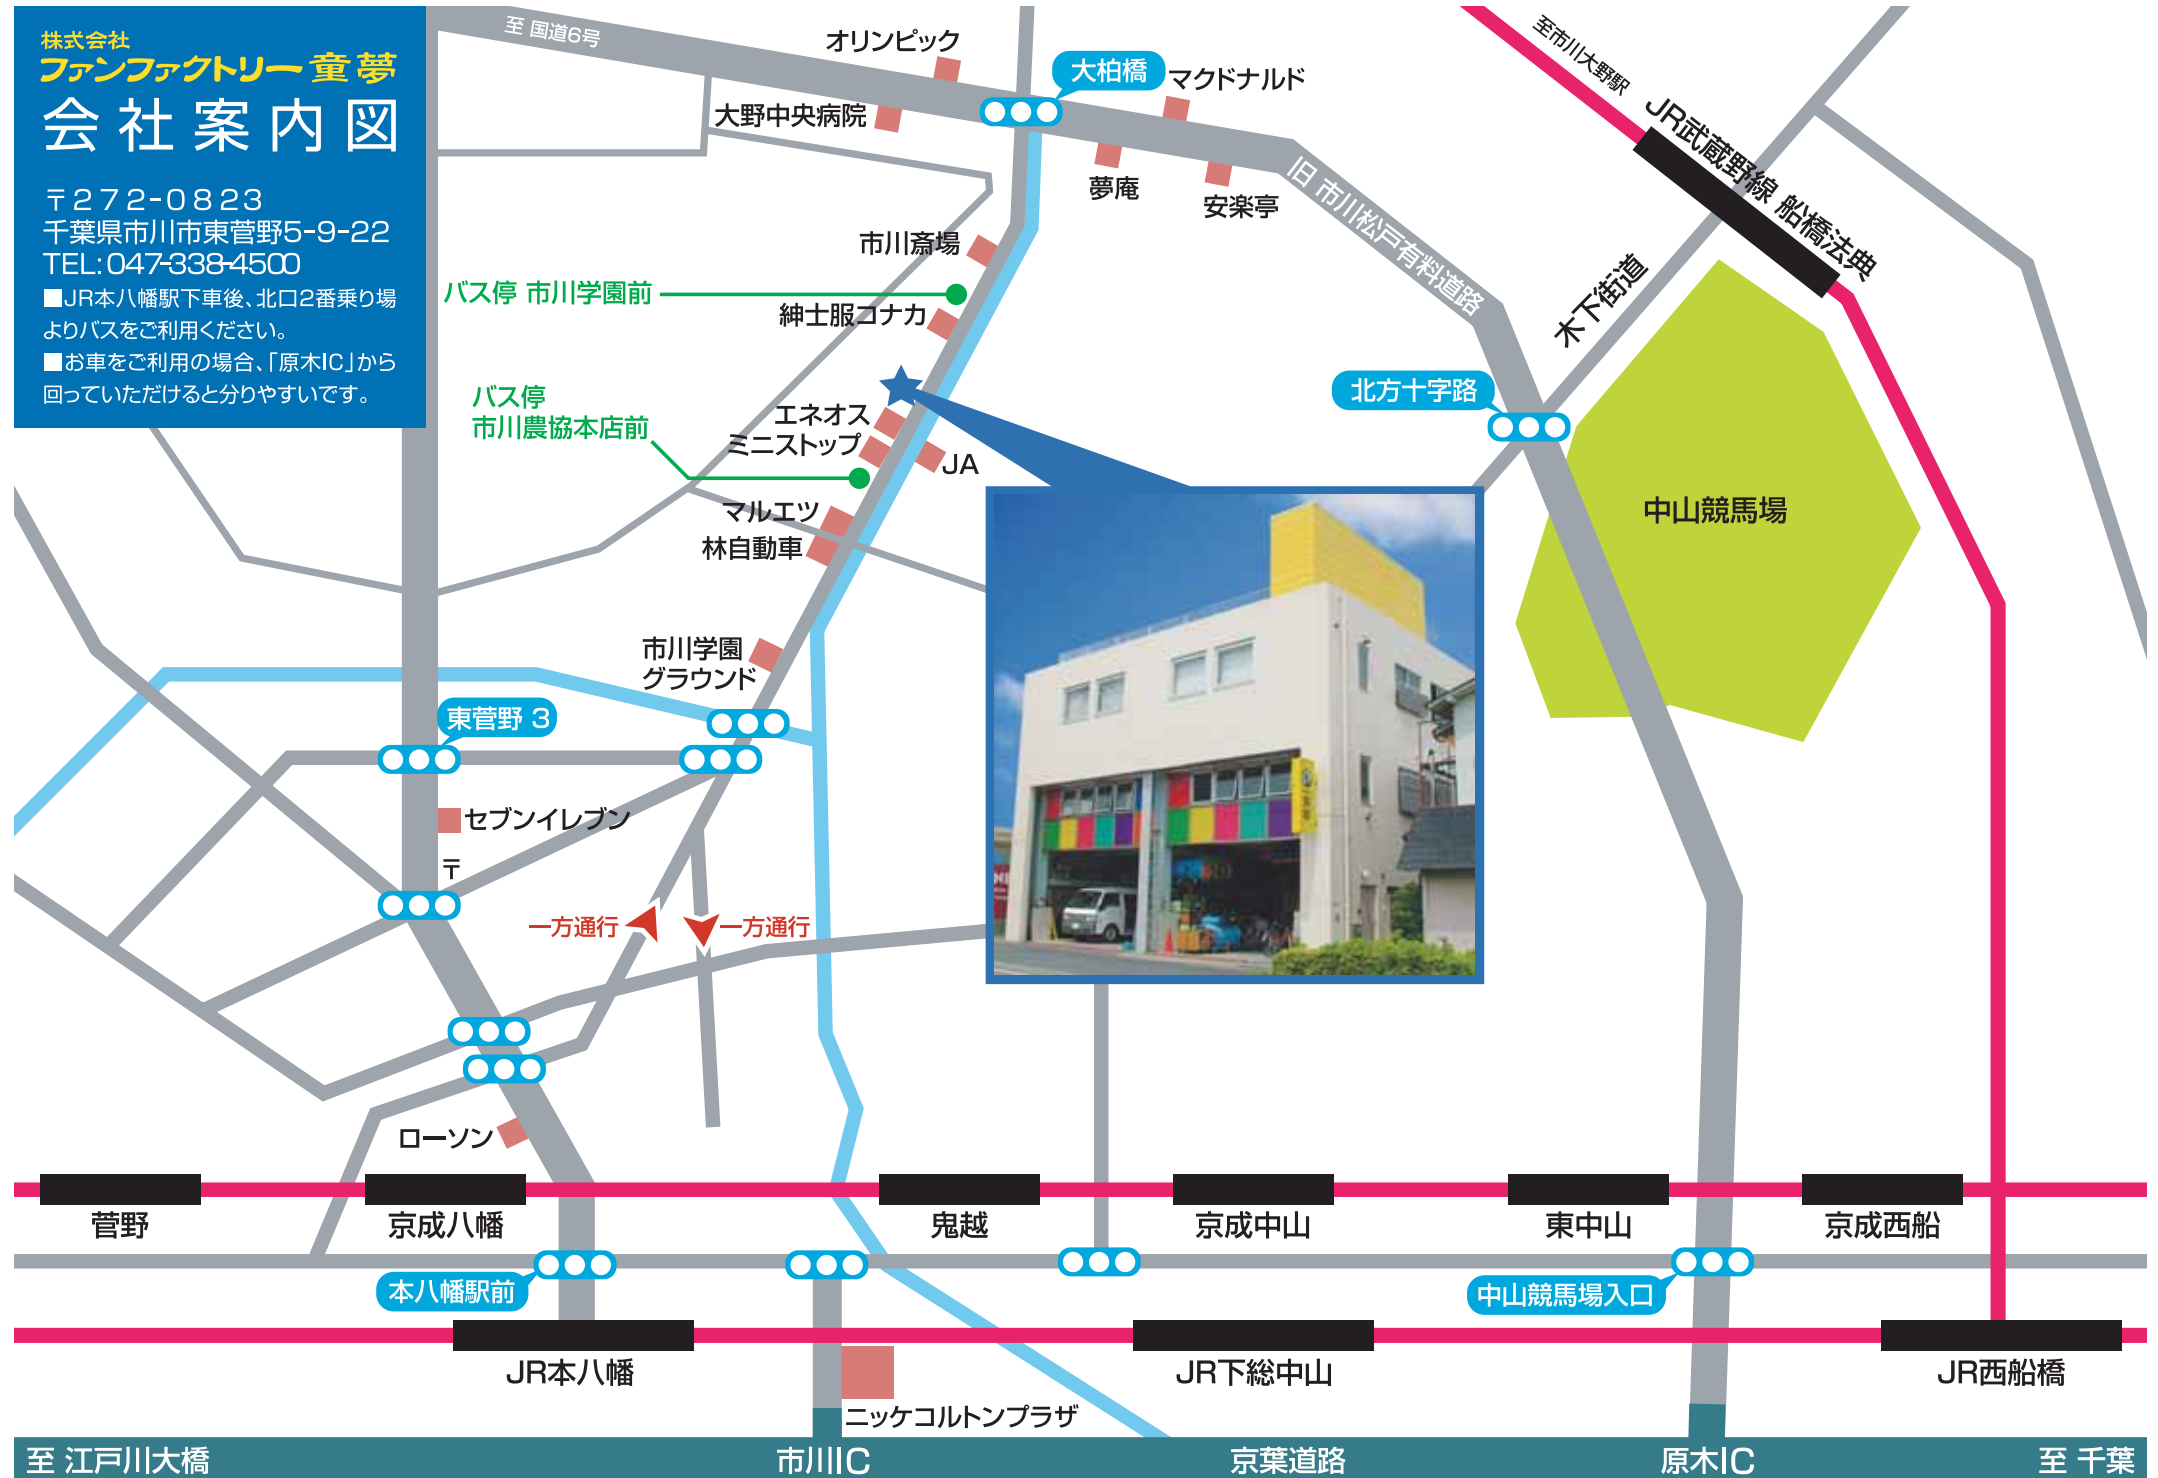 株式会社
ファンファクトリー童夢
会社案内図
〒272-0823
千葉県市川市東菅野5-9-22
TEL:047-338-4500
■JR本八幡駅下車後、北口2番乗り場
よりバスをご利用ください。
■お車をご利用の場合、「原木IC」から
回っていただけると分りやすいです。
至 国道6号
オリンピック
大柏橋
マクドナルド
大野中央病院
夢庵
安楽亭
旧 市川松戸有料道路
至市川大野駅
JR武蔵野線 船橋法典
木下街道
市川斎場
バス停 市川学園前
紳士服コナカ
バス停
市川農協本店前
エネオス
ミニストップ
JA
北方十字路
中山競馬場
マルエツ
林自動車
市川学園
グラウンド
東菅野 3
セブンイレブン
〒
一方通行
一方通行
ローソン
菅野
京成八幡
鬼越
京成中山
東中山
京成西船
本八幡駅前
中山競馬場入口
JR本八幡
JR下総中山
JR西船橋
ニッケコルトンプラザ
至 江戸川大橋
市川IC
京葉道路
原木IC
至 千葉